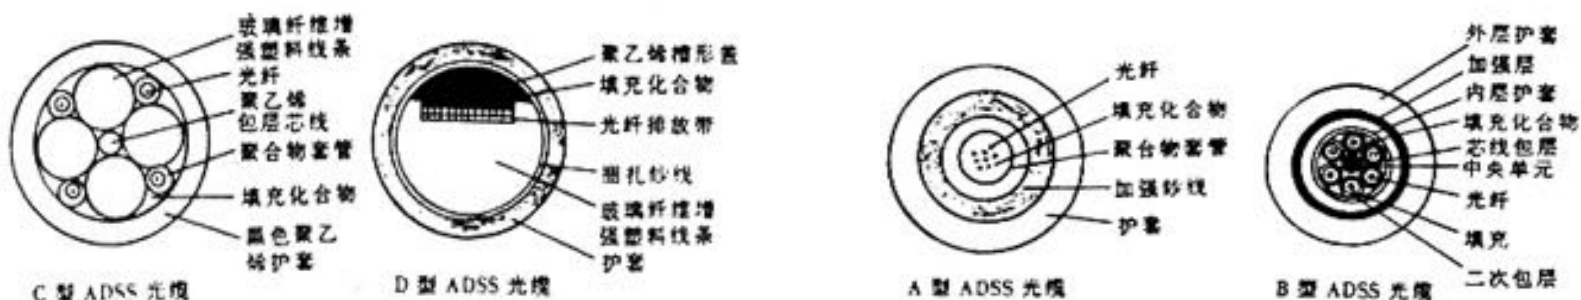 玻璃纤维增
强塑料线条
光纤
聚乙烯
包层芯线
聚合物套管
填充化合物
黑色聚乙
烯护套
C 型 ADSS 光缆
聚乙烯槽形盖
填充化合物
光纤排放带
捆扎纱线
玻璃纤维增
强塑料线条
护套
D 型 ADSS 光缆
光纤
填充化合物
聚合物套管
加强纱线
护套
A 型 ADSS 光缆
外层护套
加强层
内层护套
填充化合物
芯线包层
中央单元
光纤
填充
二次包层
B 型 ADSS 光缆